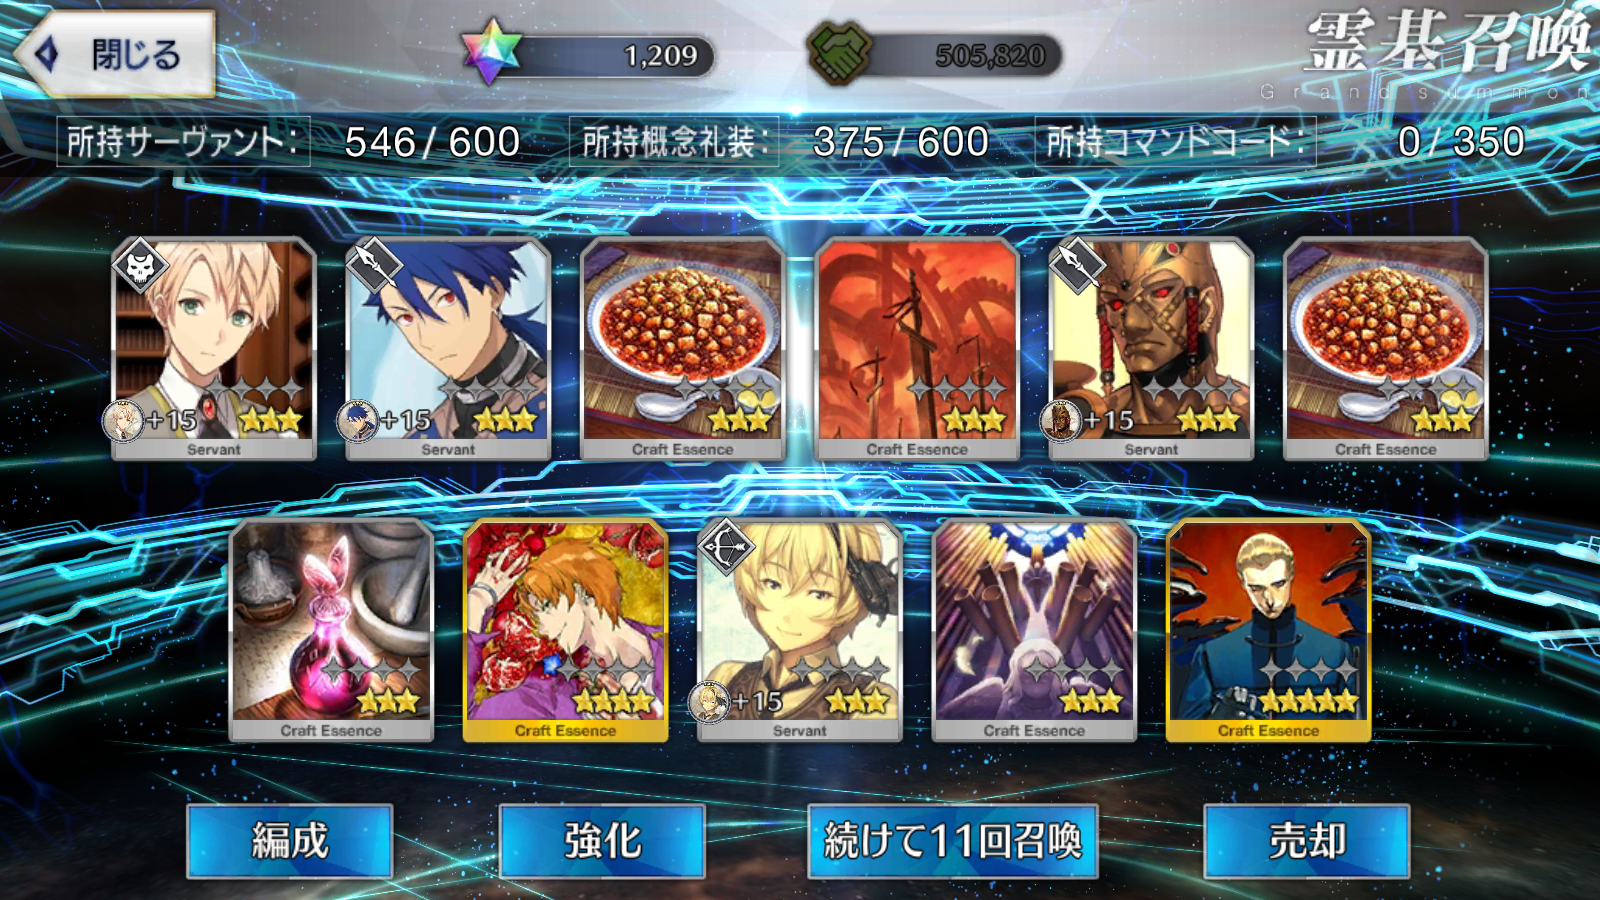 閉じる
1,209
505,820
霊基召喚
Grand summon
所持サーヴァント: 546 / 600
所持概念礼装: 375 / 600
所持コマンドコード: 0 / 350
+15
Servant
+15
Servant
Craft Essence
Craft Essence
+15
Servant
Craft Essence
Craft Essence
Craft Essence
+15
Servant
Craft Essence
Craft Essence
編成
強化
続けて11回召喚
売却